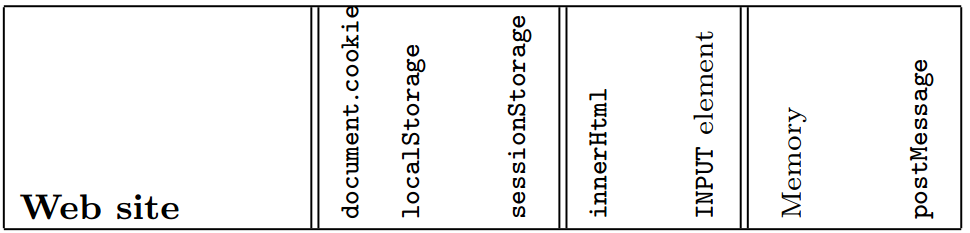 Web site
document.cookie
localStorage
sessionStorage
innerHtml
INPUT element
Memory
postMessage